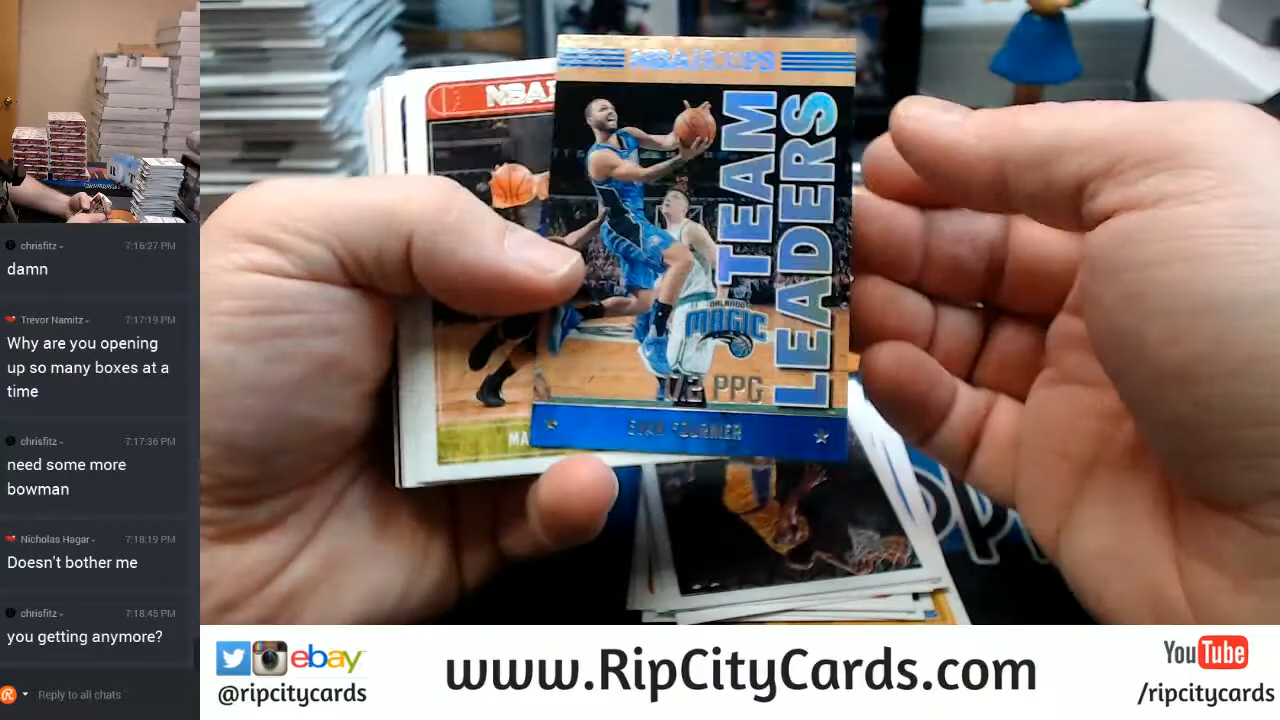 chrisfitz
7:16:27 PM
damn
Trevor Namitz
7:17:19 PM
Why are you opening
up so many boxes at a
time
chrisfitz
7:17:36 PM
need some more
bowman
Nicholas Hagar
7:18:19 PM
Doesn't bother me
chrisfitz
7:18:45 PM
you getting anymore?
Reply to all chats
NBA HOOPS
TEAM
LEADERS
ORLANDO
MAGIC
17.2 PPG
EVAN FOURNIER
NBA
MA
ebay
@ripcitycards
www.RipCityCards.com
YouTube
/ripcitycards